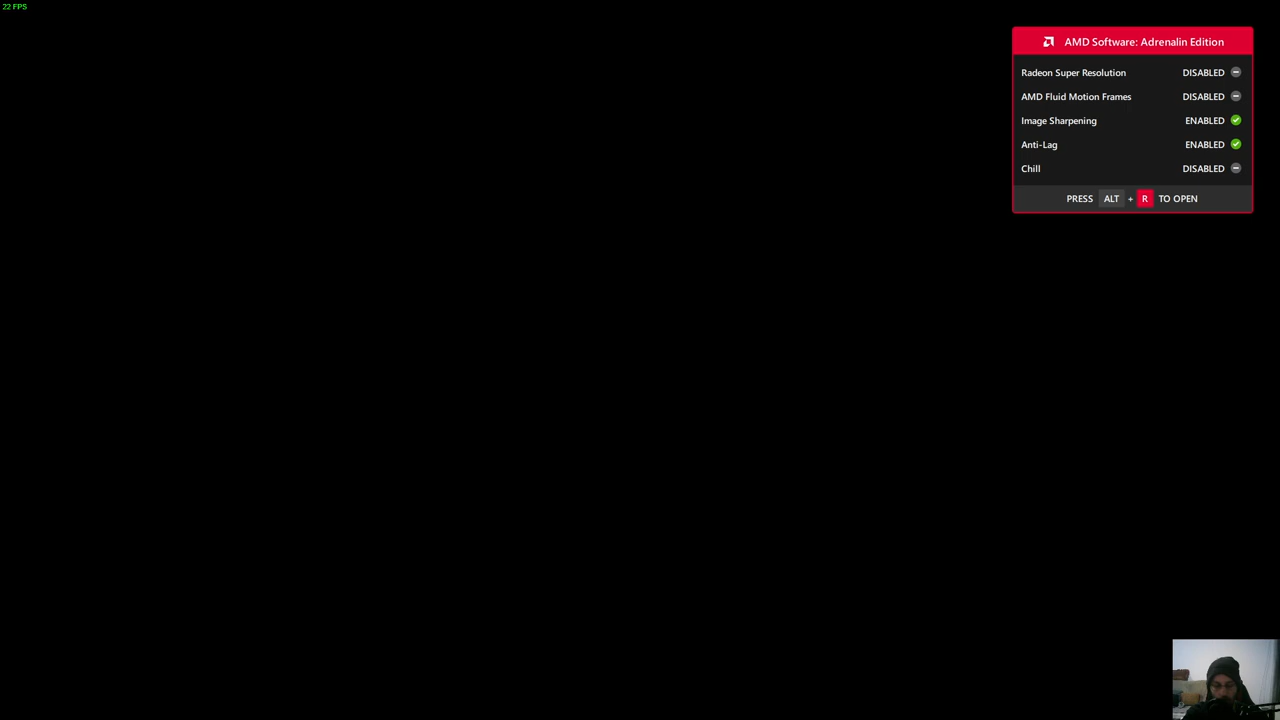 22 FPS
AMD Software: Adrenalin Edition
Radeon Super Resolution DISABLED
AMD Fluid Motion Frames DISABLED
Image Sharpening ENABLED
Anti-Lag ENABLED
Chill DISABLED
PRESS ALT + R TO OPEN